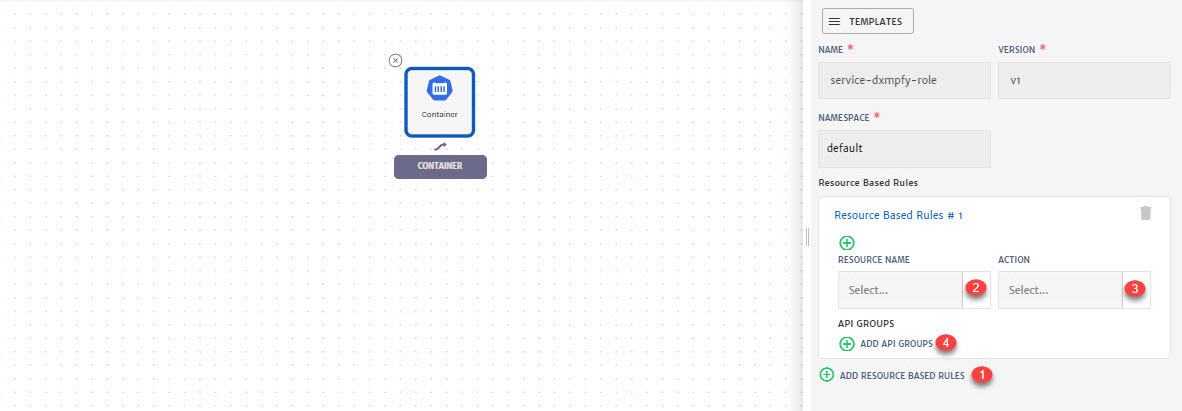 TEMPLATES
NAME * VERSION *
service-dxmpfy-role v1
NAMESPACE *
default
Resource Based Rules
Resource Based Rules # 1
RESOURCE NAME ACTION
Select... 2 Select... 3
API GROUPS
ADD API GROUPS 4
ADD RESOURCE BASED RULES 1
Container
CONTAINER